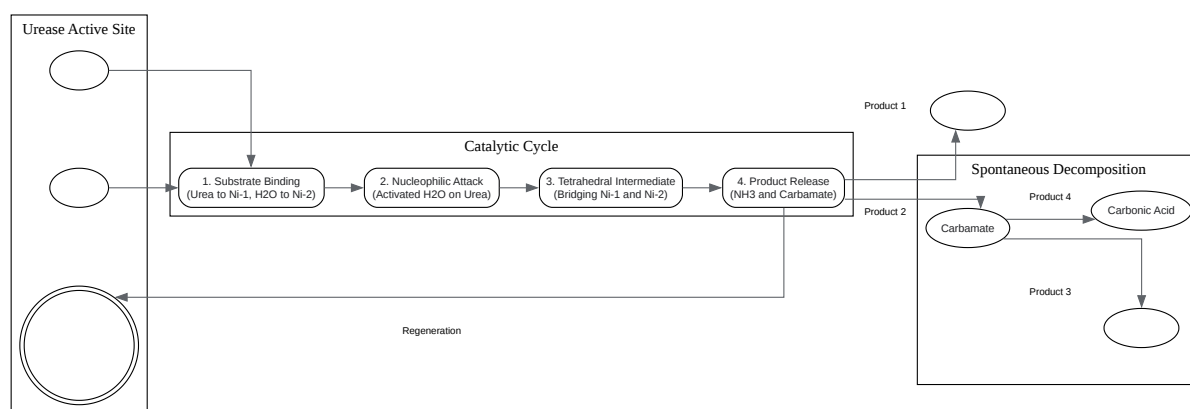 Urease Active Site
Catalytic Cycle
1. Substrate Binding
(Urea to Ni-1, H2O to Ni-2)
2. Nucleophilic Attack
(Activated H2O on Urea)
3. Tetrahedral Intermediate
(Bridging Ni-1 and Ni-2)
4. Product Release
(NH3 and Carbamate)
Regeneration
Product 1
Product 2
Spontaneous Decomposition
Carbamate
Product 4
Carbonic Acid
Product 3